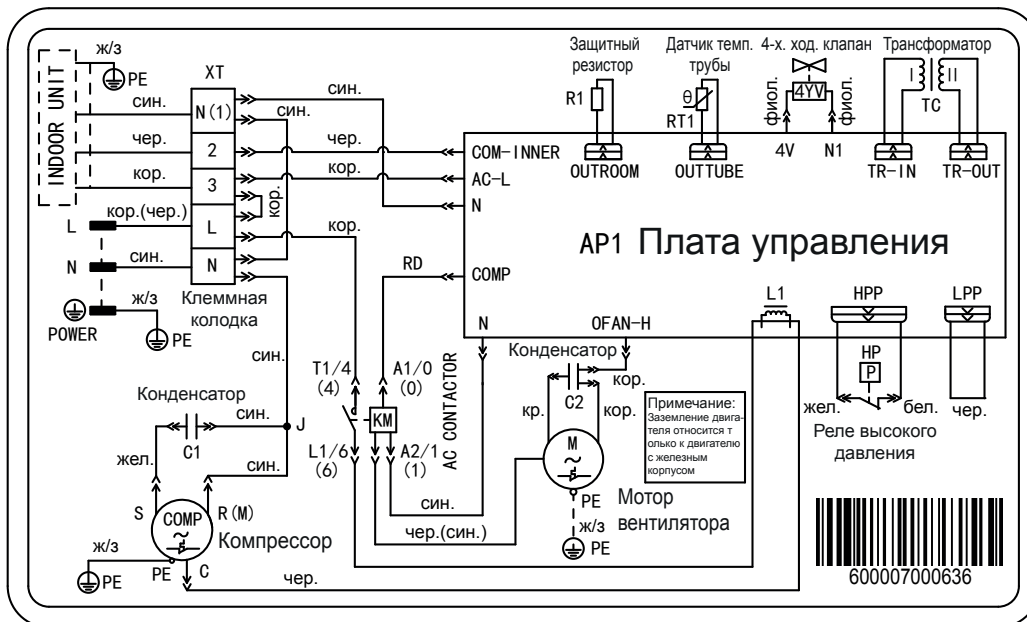 ж/з
PE
INDOOR UNIT
XT
N(1)
2
3
L
N
син.
чер.
кор.
син.
син.
чер.
кор.
кор.
кор.
L
кор.(чер.)
N
син.
ж/з
POWER
PE
Клеммная
колодка
Защитный
резистор
R1
OUTROOM
Датчик темп.
трубы
θ
RT1
OUTTUBE
4-х. ход. клапан
4YV
фиол.
фиол.
4V
N1
Трансформатор
I
II
TC
TR-IN
TR-OUT
COM-INNER
AC-L
N
AP1 Плата управления
RD
COMP
N
OFAN-H
L1
HPP
LPP
син.
T1/4
(4)
A1/0
(0)
KM
L1/6
(6)
A2/1
(1)
AC CONTACTOR
Конденсатор
C2
кор.
кр.
кор.
M
~
PE
ж/з
PE
Мотор
вентилятора
Примечание:
Заземление двига-
теля относится т
олько к двигателю
с железным
корпусом
HP
P
жел.
бел.
чер.
Реле высокого
давления
Конденсатор
син.
C1
J
жел.
син.
S
R(M)
COMP
~
Компрессор
ж/з
PE
PE
C
чер.
син.
чер.(син.)
600007000636